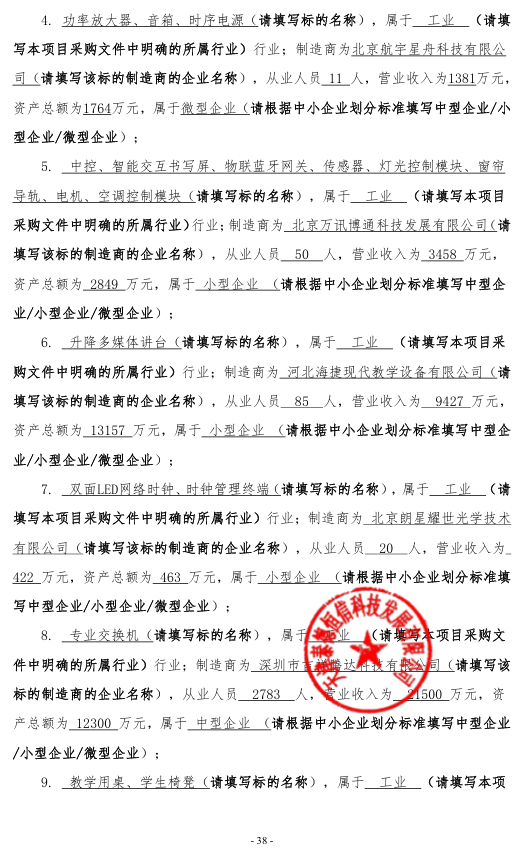 4. 功率放大器、音箱、时序电源（请填写标的名称），属于 工业 （请填
写本项目采购文件中明确的所属行业）行业；制造商为北京航宇星舟科技有限公
司（请填写该标的制造商的企业名称），从业人员 11 人，营业收入为1381万元，
资产总额为1764万元，属于微型企业（请根据中小企业划分标准填写中型企业/小
型企业/微型企业）；
5. 中控、智能交互书写屏、物联蓝牙网关、传感器、灯光控制模块、窗帘
导轨、电机、空调控制模块（请填写标的名称），属于 工业 （请填写本项目
采购文件中明确的所属行业）行业；制造商为 北京万讯博通科技发展有限公司（请
填写该标的制造商的企业名称），从业人员 50 人，营业收入为 3458 万元，
资产总额为 2849 万元，属于 小型企业 （请根据中小企业划分标准填写中型企
业/小型企业/微型企业）；
6. 升降多媒体讲台（请填写标的名称），属于 工业 （请填写本项目采
购文件中明确的所属行业）行业；制造商为 河北海捷现代教学设备有限公司（请
填写该标的制造商的企业名称），从业人员 85 人，营业收入为 9427 万元，
资产总额为 13157 万元，属于 小型企业 （请根据中小企业划分标准填写中型企
业/小型企业/微型企业）；
7. 双面LED网络时钟、时钟管理终端（请填写标的名称），属于 工业 （请
填写本项目采购文件中明确的所属行业）行业；制造商为 北京朗星耀世光学技术
有限公司（请填写该标的制造商的企业名称），从业人员 20 人，营业收入为
422 万元，资产总额为 463 万元，属于 小型企业 （请根据中小企业划分标准填
写中型企业/小型企业/微型企业）；
8. 专业交换机（请填写标的名称），属于 工业 （请填写本项目采购文
件中明确的所属行业）行业；制造商为 深圳市吉祥腾达科技有限公司（请填写该
标的制造商的企业名称），从业人员 2783 人，营业收入为 21500 万元，资
产总额为 12300 万元，属于 中型企业 （请根据中小企业划分标准填写中型企业
/小型企业/微型企业）；
9. 教学用桌、学生椅凳（请填写标的名称），属于 工业 （请填写本项
- 38 -